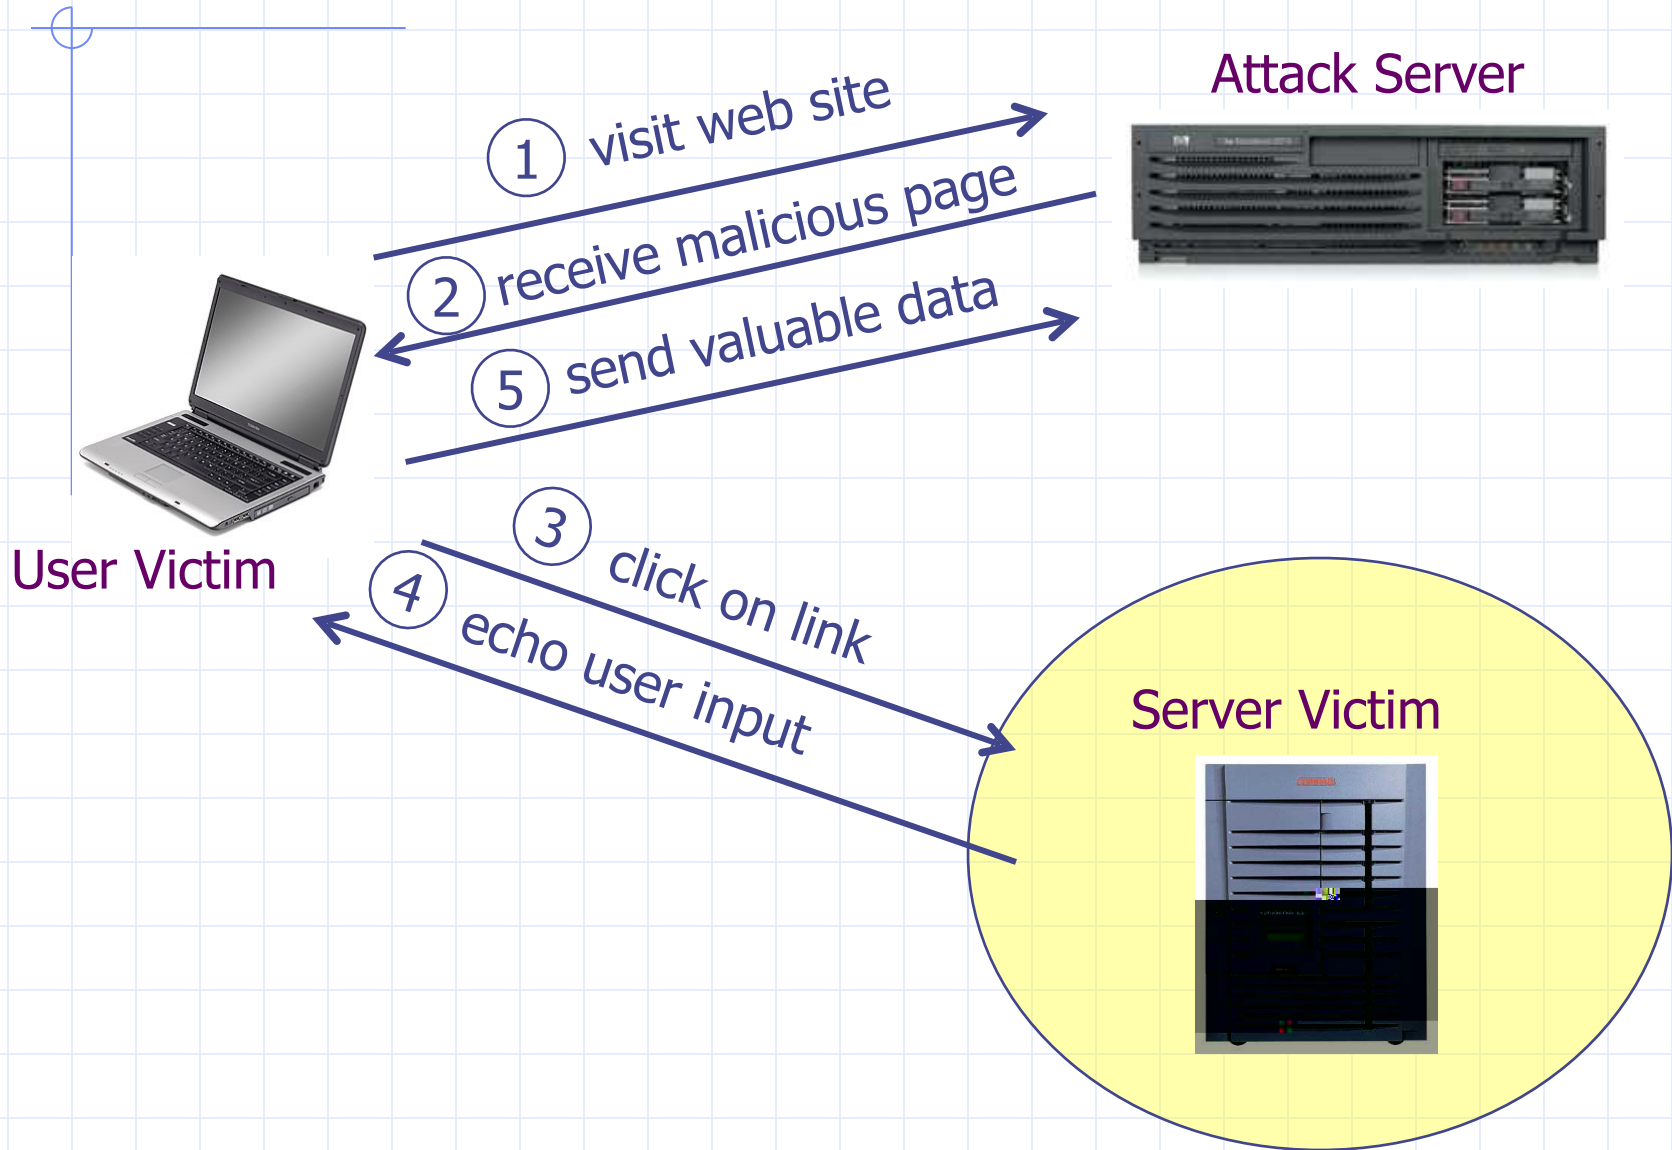 Attack Server
1 visit web site
2 receive malicious page
5 send valuable data
User Victim
3 click on link
4 echo user input
Server Victim